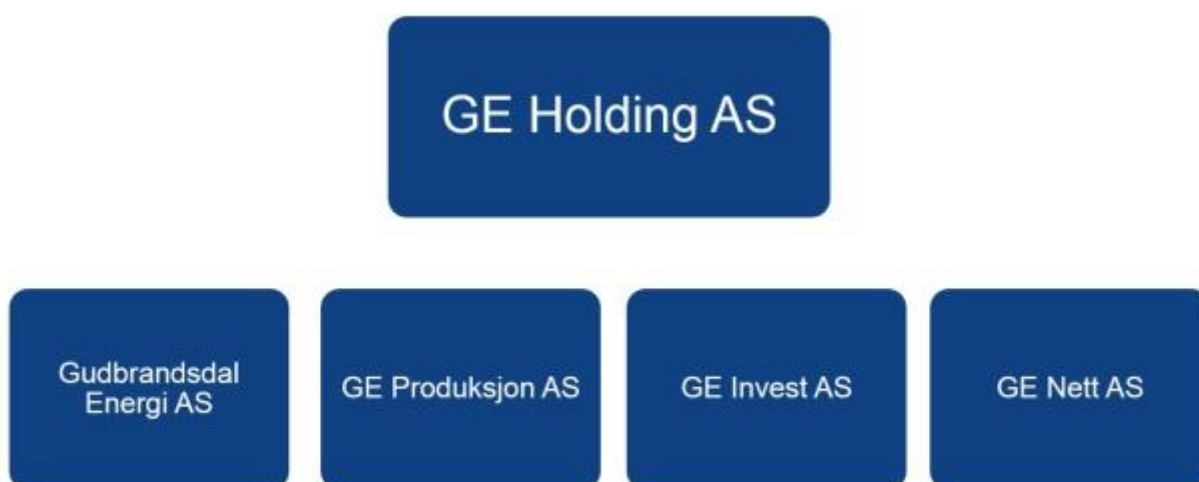 GE Holding AS
Gudbrandsdal
Energi AS
GE Produksjon AS
GE Invest AS
GE Nett AS